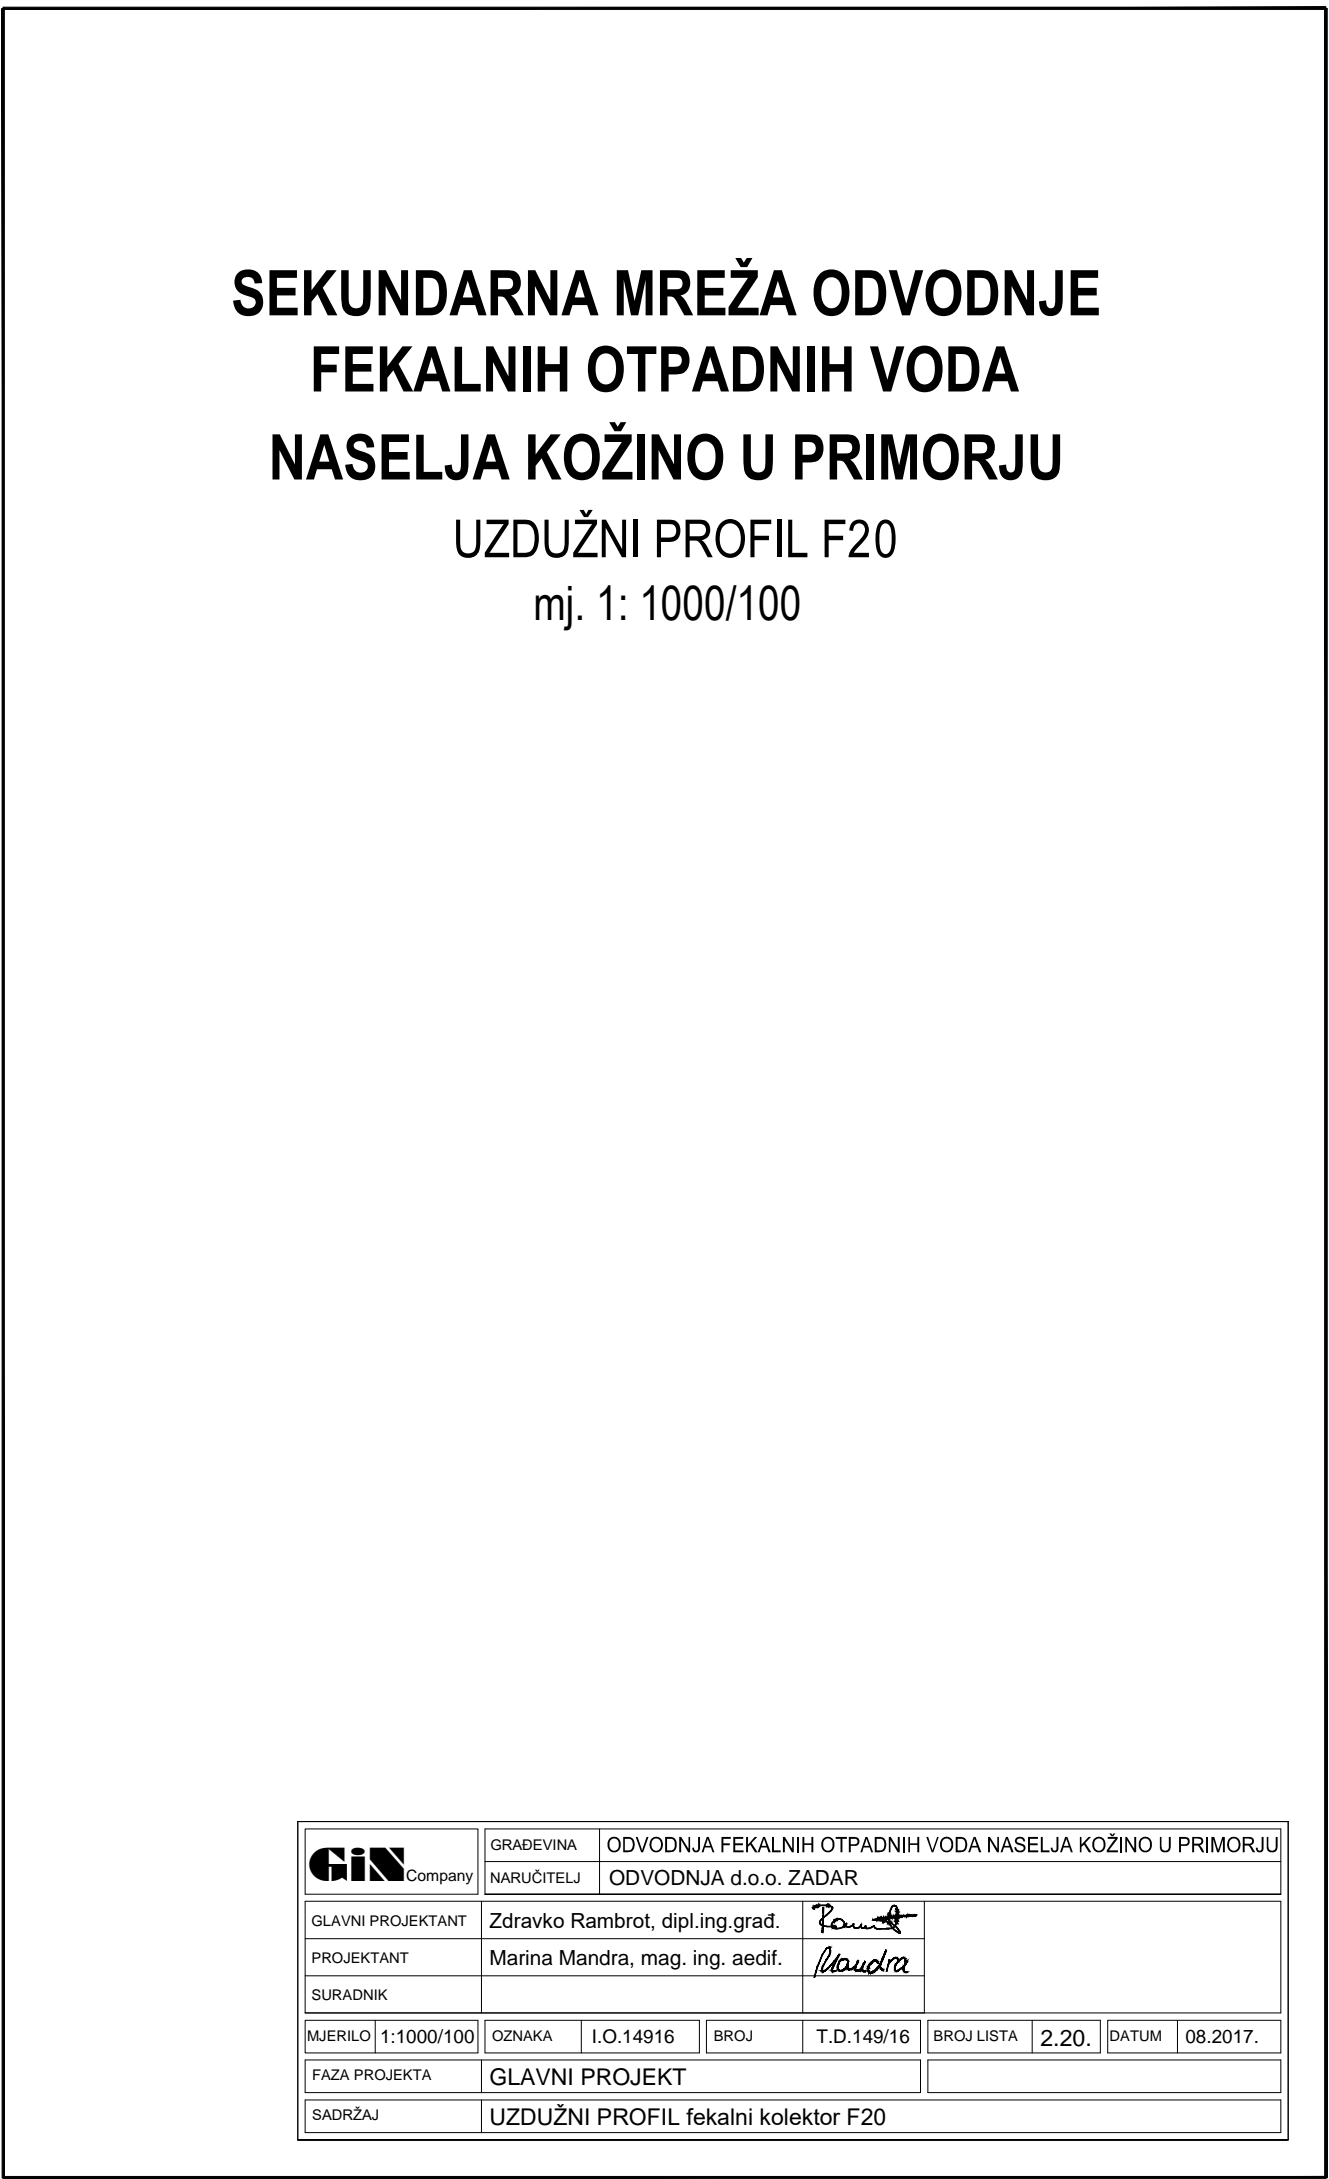 SEKUNDARNA MREŽA ODVODNJE
FEKALNIH OTPADNIH VODA
NASELJA KOŽINO U PRIMORJU
UZDUŽNI PROFIL F20
mj. 1: 1000/100
GiN Company
GRAĐEVINA ODVODNJA FEKALNIH OTPADNIH VODA NASELJA KOŽINO U PRIMORJU
NARUČITELJ ODVODNJA d.o.o. ZADAR
GLAVNI PROJEKTANT Zdravko Rambrot, dipl.ing.građ.
PROJEKTANT Marina Mandra, mag. ing. aedif. Mandra
SURADNIK
MJERILO 1:1000/100 OZNAKA I.O.14916 BROJ T.D.149/16 BROJ LISTA 2.20. DATUM 08.2017.
FAZA PROJEKTA GLAVNI PROJEKT
SADRŽAJ UZDUŽNI PROFIL fekalni kolektor F20